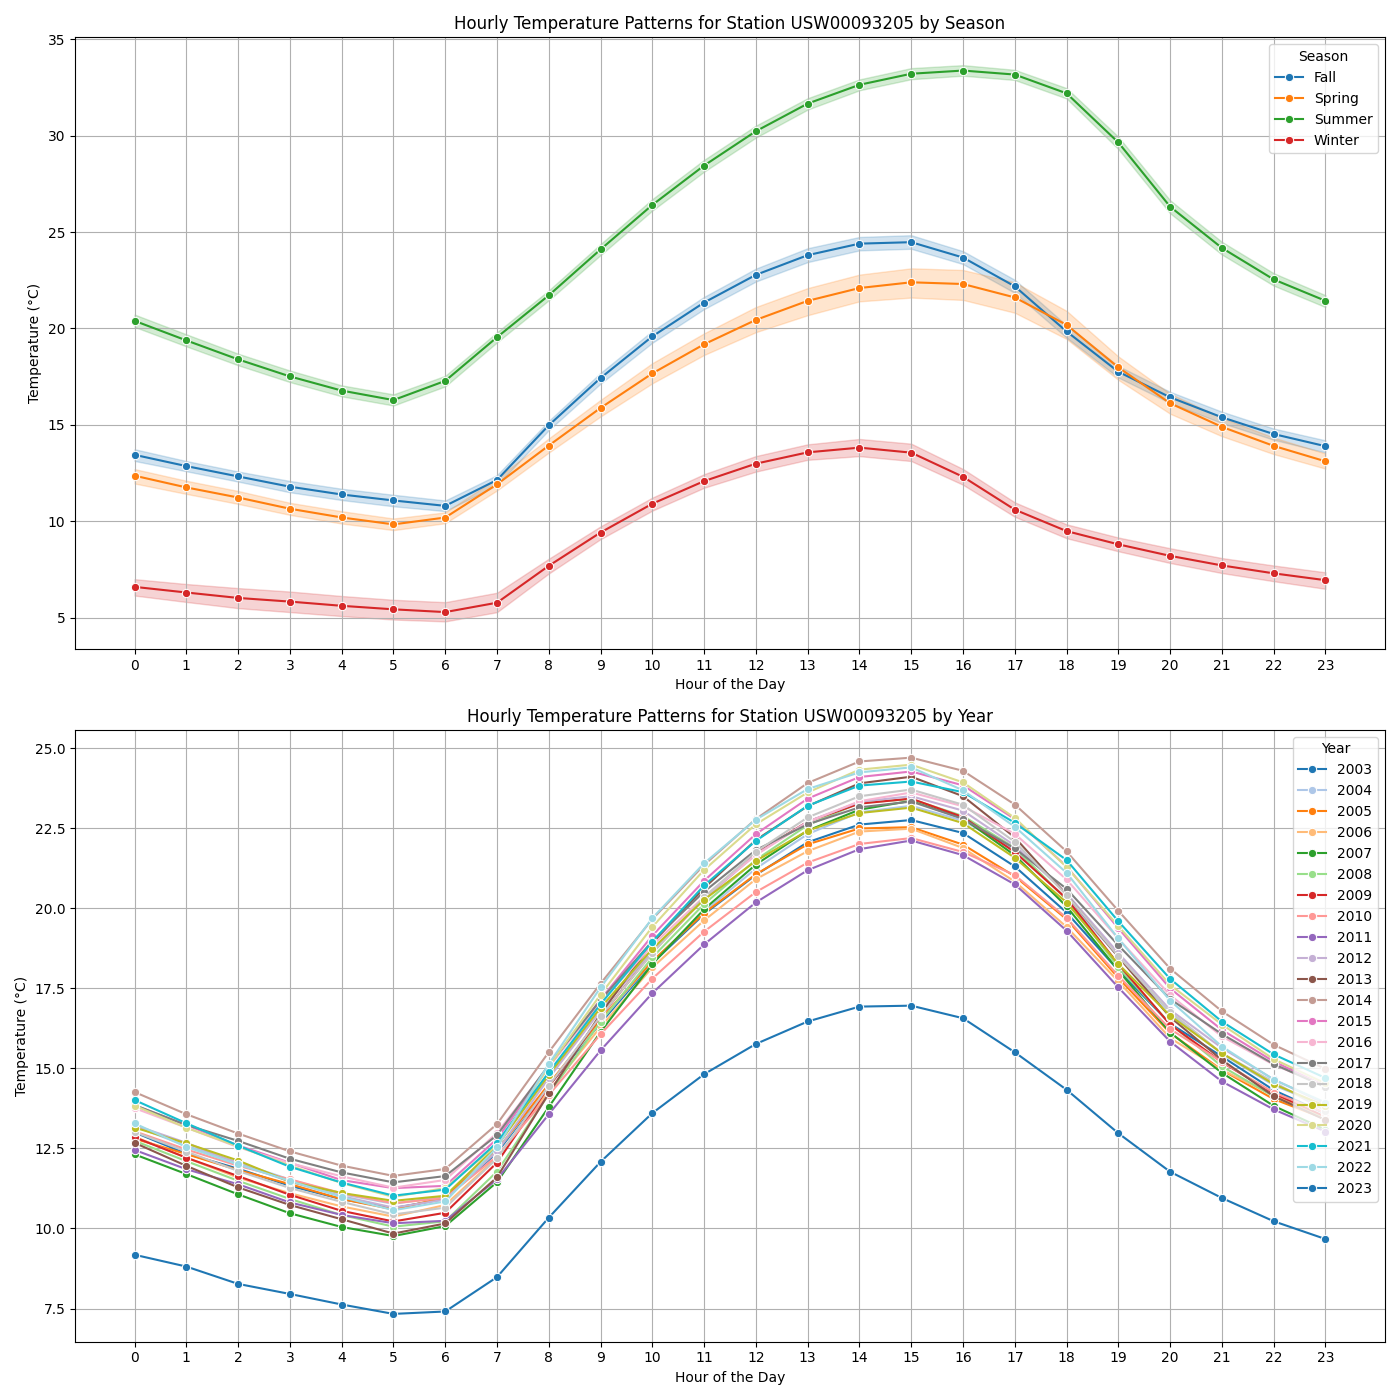 Hourly Temperature Patterns for Station USW00093205 by Season
Temperature (°C)
35
30
25
20
15
10
5
Season
Fall
Spring
Summer
Winter
0 1 2 3 4 5 6 7 8 9 10 11 12 13 14 15 16 17 18 19 20 21 22 23
Hour of the Day
Hourly Temperature Patterns for Station USW00093205 by Year
Temperature (°C)
25.0
22.5
20.0
17.5
15.0
12.5
10.0
7.5
Year
2003
2004
2005
2006
2007
2008
2009
2010
2011
2012
2013
2014
2015
2016
2017
2018
2019
2020
2021
2022
2023
0 1 2 3 4 5 6 7 8 9 10 11 12 13 14 15 16 17 18 19 20 21 22 23
Hour of the Day